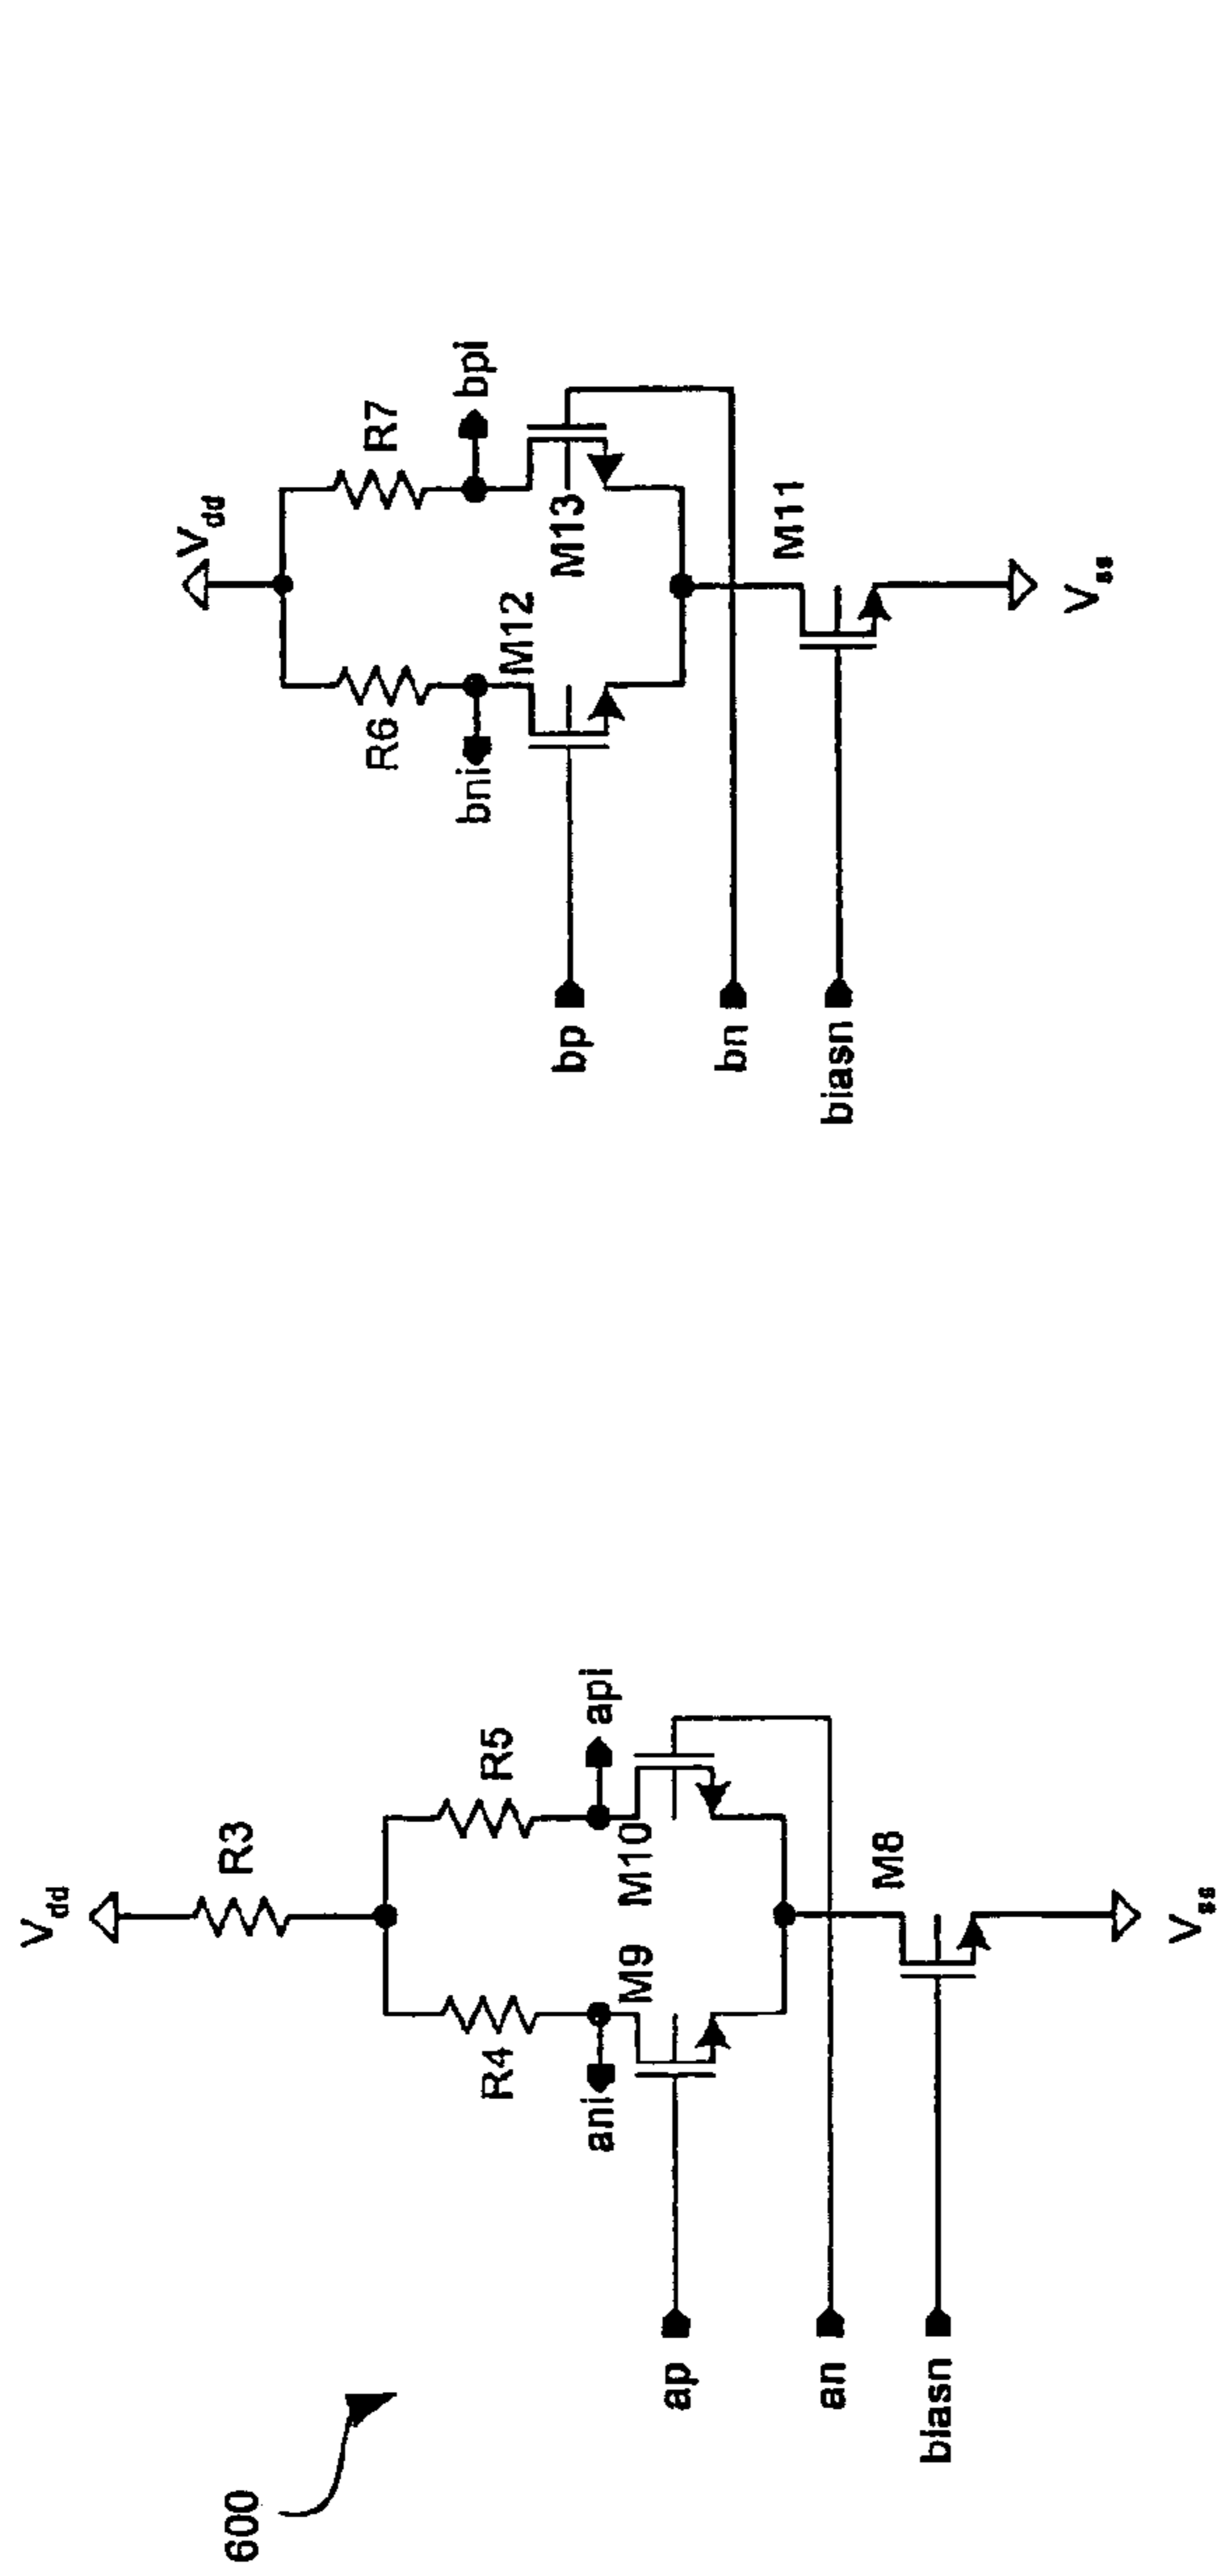 600
Vdd
R3
R4
R5
ani
api
M9
M10
ap
an
M8
biasn
Vss
Vdd
R6
R7
bni
bpi
M12
M13
bp
bn
M11
biasn
Vss